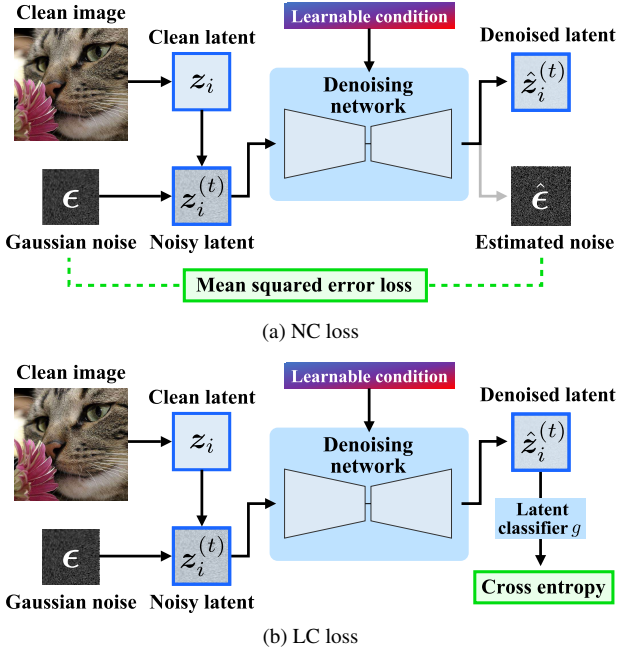 Clean image
Learnable condition
Clean latent
Denoised latent
Denoising
network
z_i
ẑ_i^{(t)}
ϵ
z_i^{(t)}
ϵ̂
Gaussian noise
Noisy latent
Estimated noise
Mean squared error loss
(a) NC loss
Clean image
Learnable condition
Clean latent
Denoised latent
Denoising
network
z_i
ẑ_i^{(t)}
Latent
classifier g
ϵ
z_i^{(t)}
Cross entropy
Gaussian noise
Noisy latent
(b) LC loss